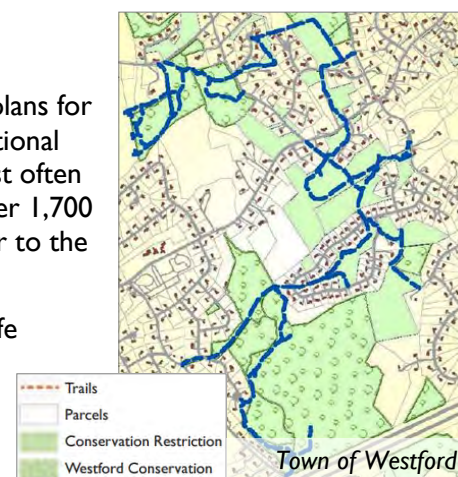 plans for
tional
st often
er 1,700
r to the
fe
Trails
Parcels
Conservation Restriction
Westford Conservation
Town of Westford